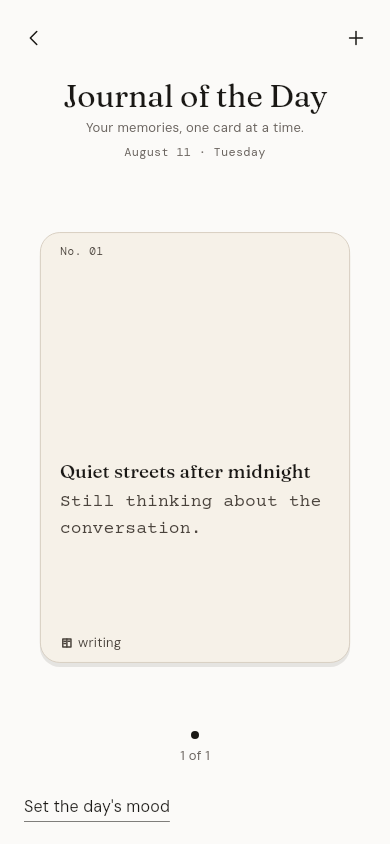 Journal of the Day
Your memories, one card at a time.
August 11 · Tuesday
No. 01
Quiet streets after midnight
Still thinking about the
conversation.
writing
1 of 1
Set the day's mood